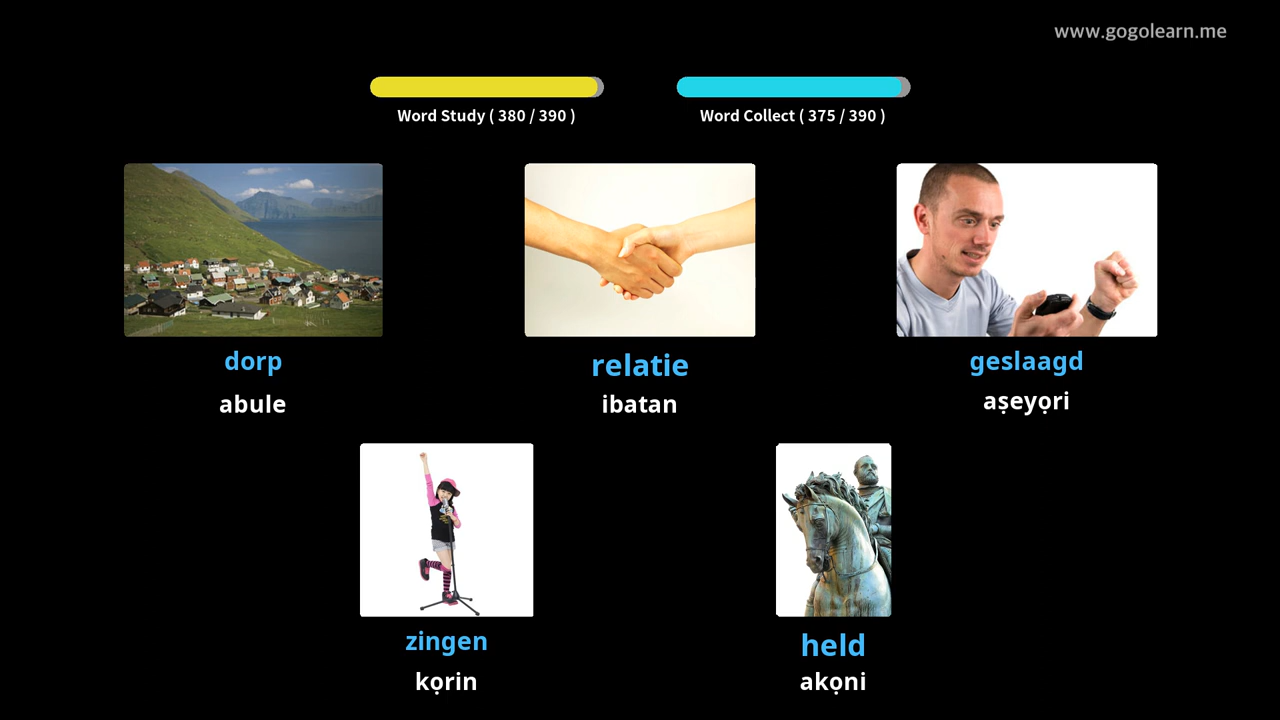 www.gogolearn.me
Word Study ( 380 / 390 )
Word Collect ( 375 / 390 )
dorp
abule
relatie
ibatan
geslaagd
aṣeyọri
zingen
kọrin
held
akọni